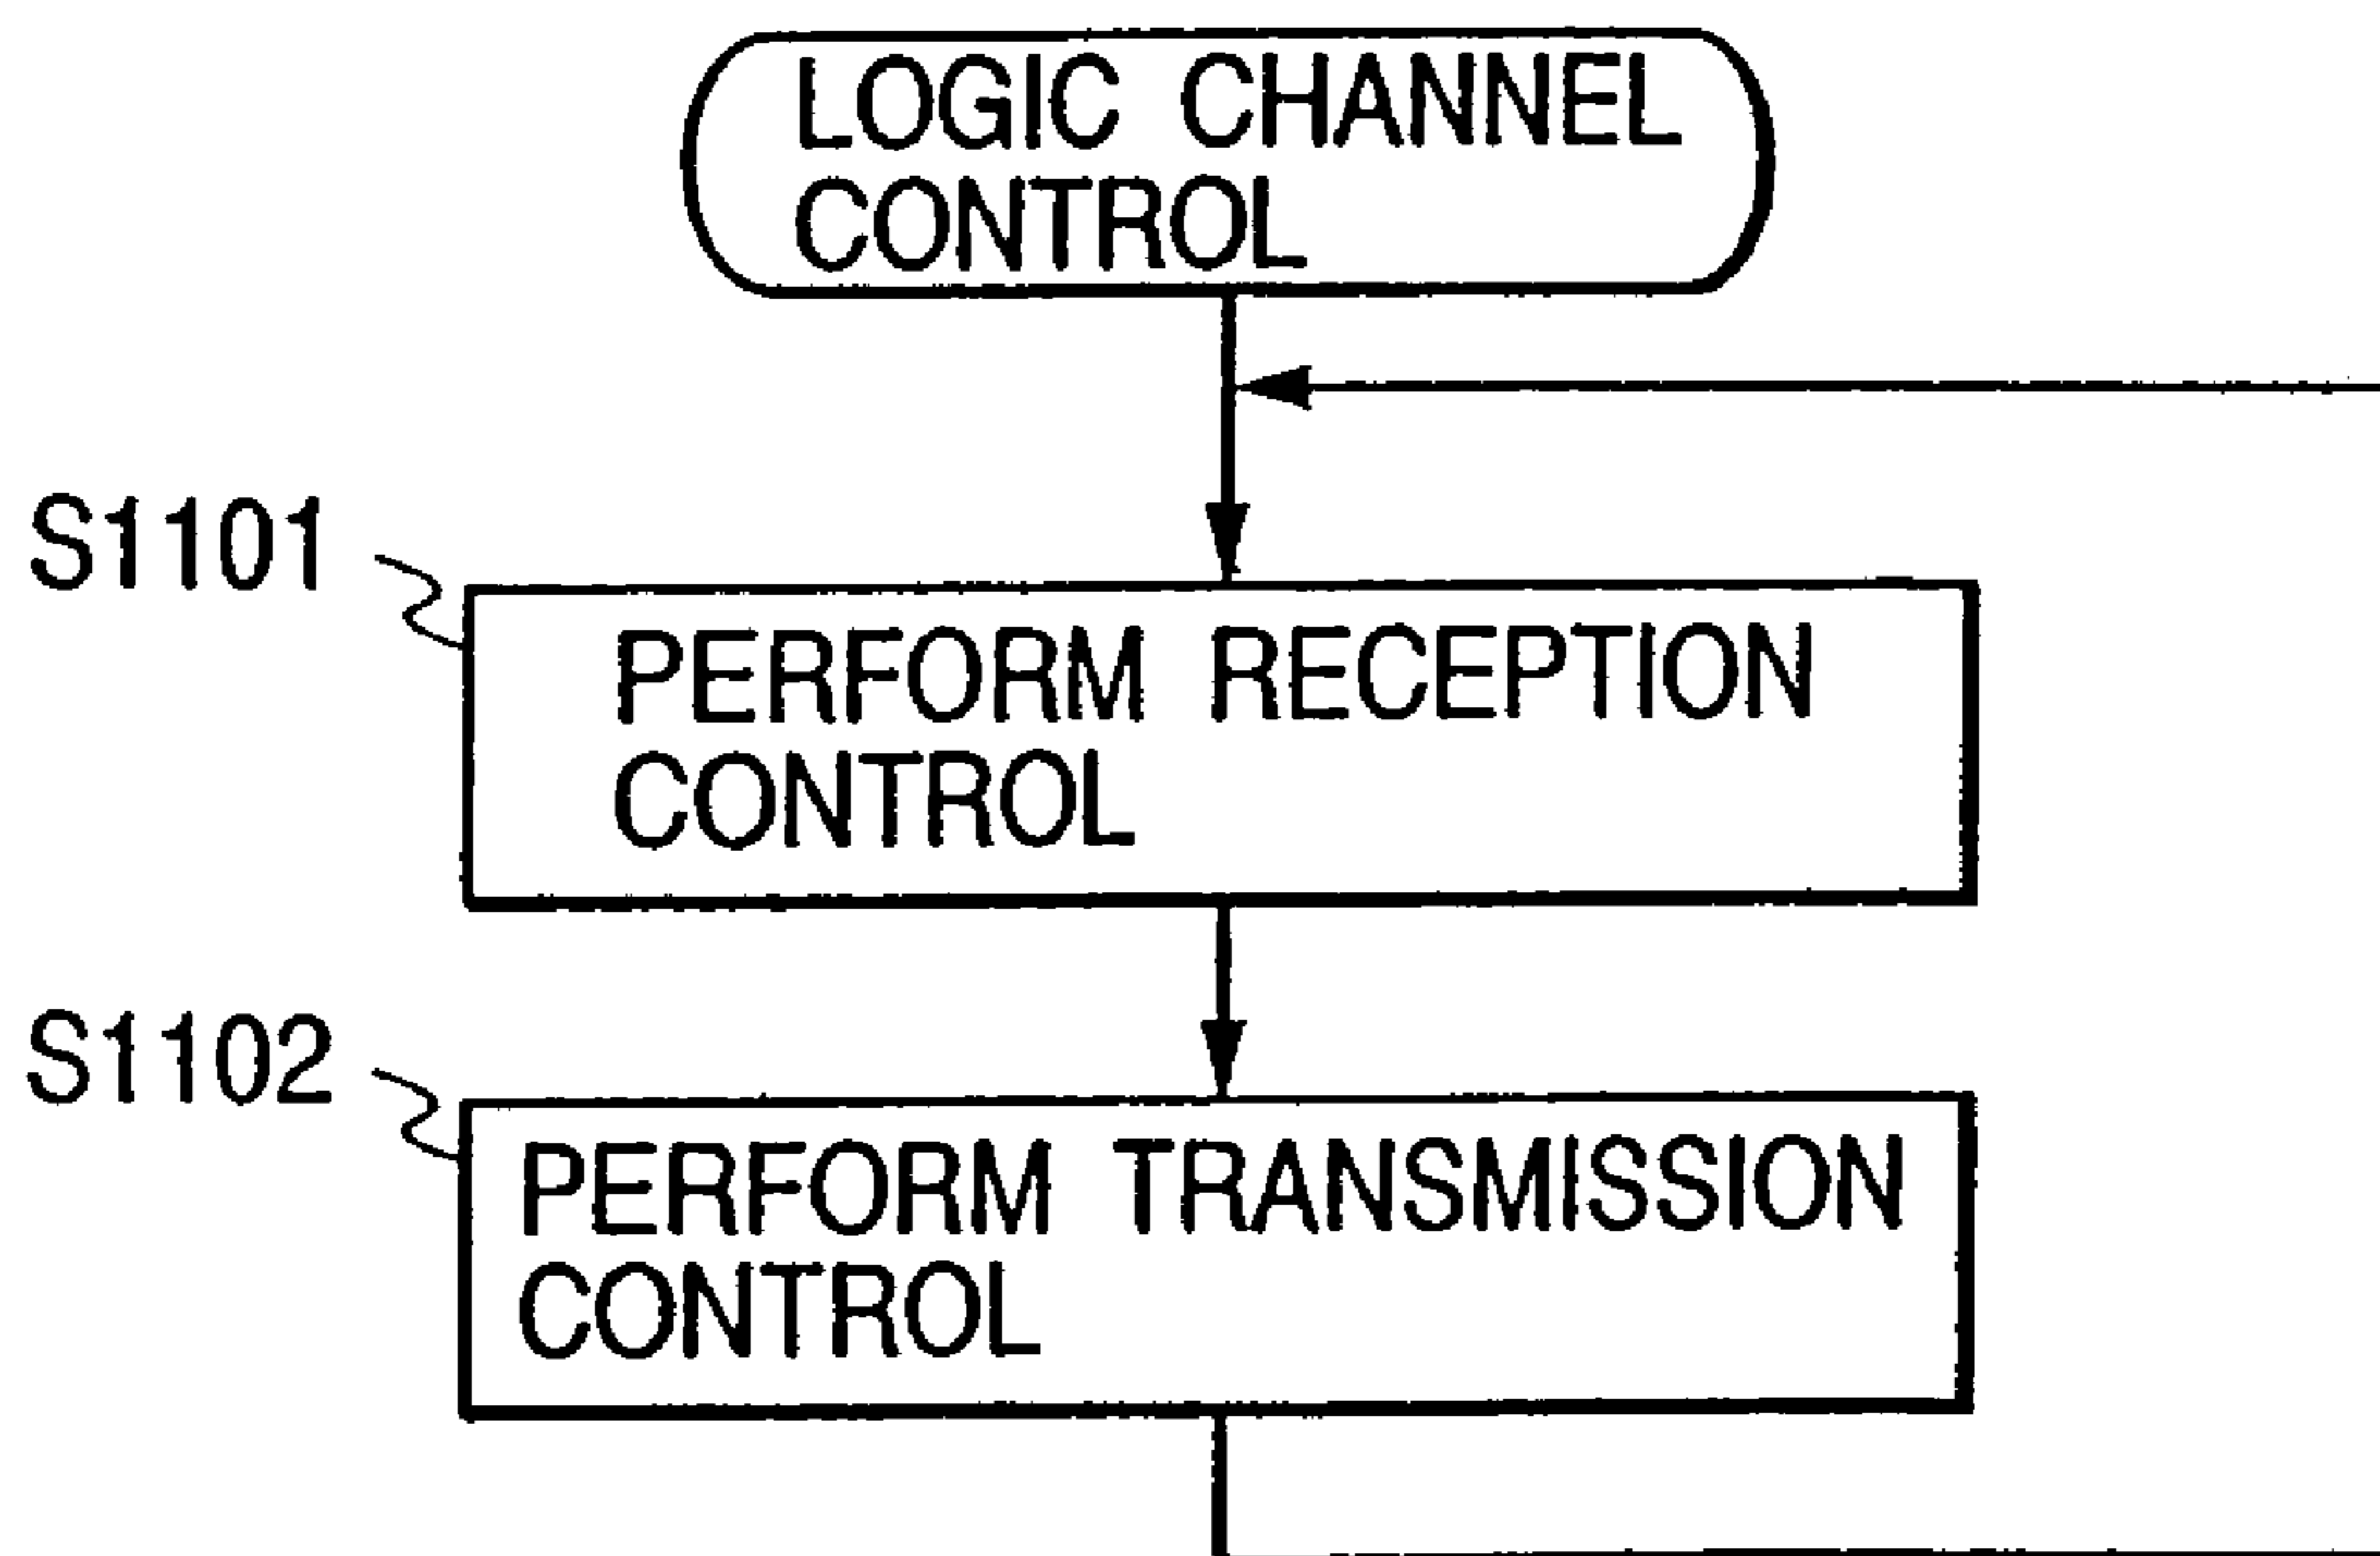 LOGIC CHANNEL
CONTROL
S1101
PERFORM RECEPTION
CONTROL
S1102
PERFORM TRANSMISSION
CONTROL